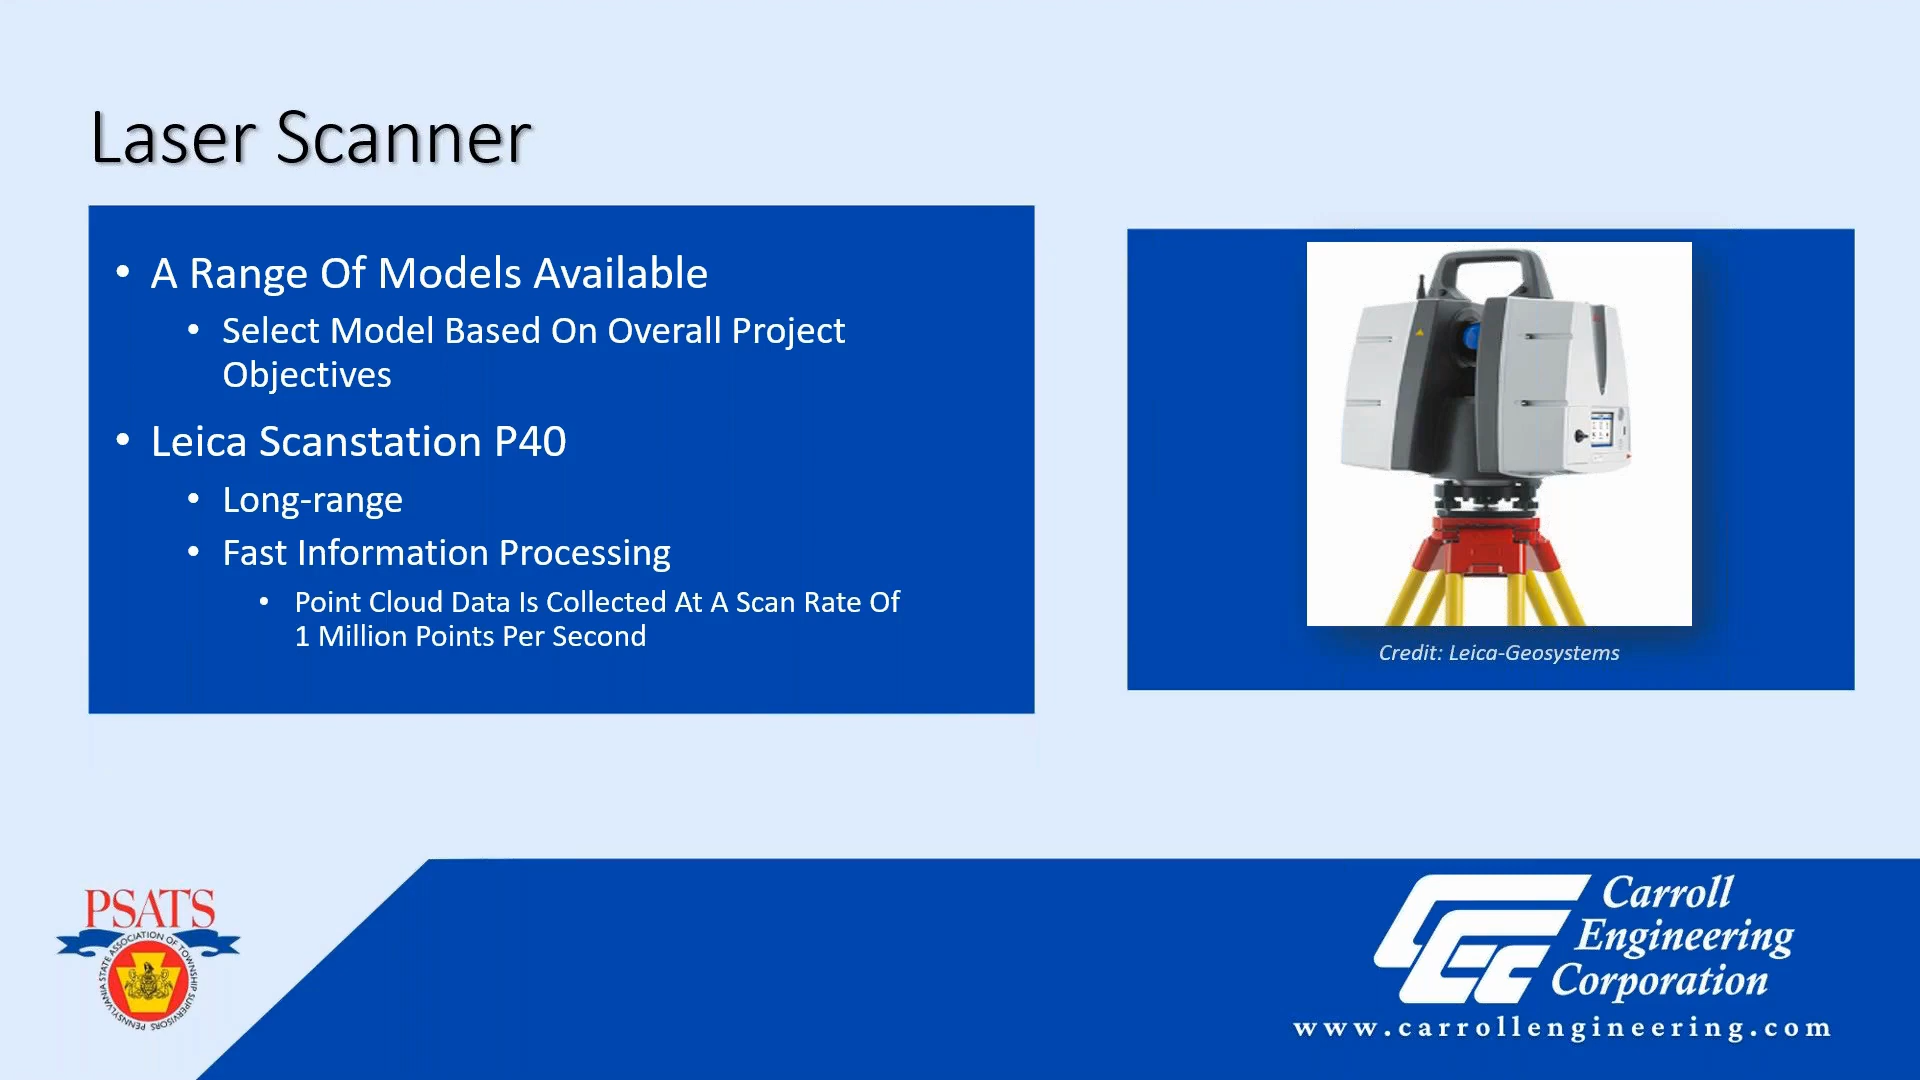 Laser Scanner
• A Range Of Models Available
• Select Model Based On Overall Project
Objectives
• Leica Scanstation P40
• Long-range
• Fast Information Processing
• Point Cloud Data Is Collected At A Scan Rate Of
1 Million Points Per Second
Credit: Leica-Geosystems
PSATS
PENNSYLVANIA STATE ASSOCIATION OF TOWNSHIP SUPERVISORS
Carroll
Engineering
Corporation
www.carrollengineering.com